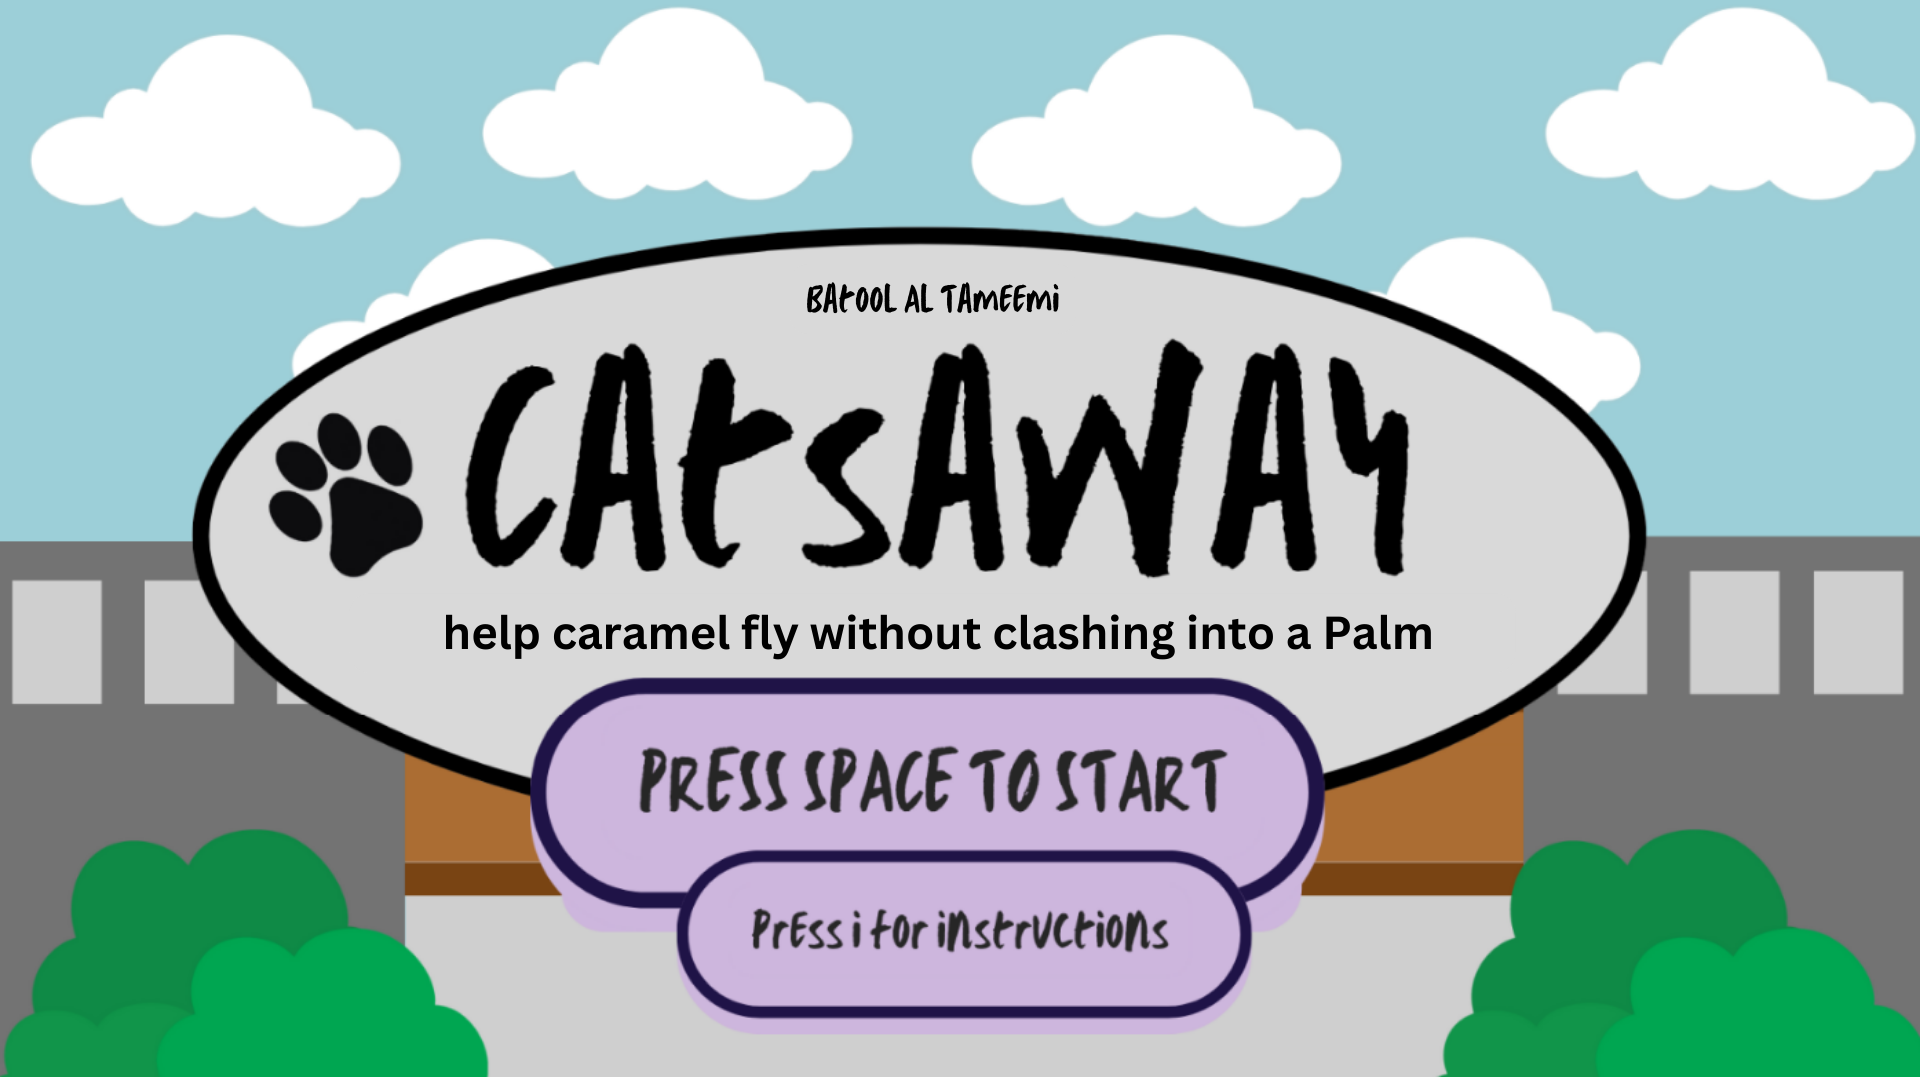 BAtOOL AL TAmEEmi
CAtsAWAY
help caramel fly without clashing into a Palm
PRESS SPACE TO START
PrEss i for instrUCtions